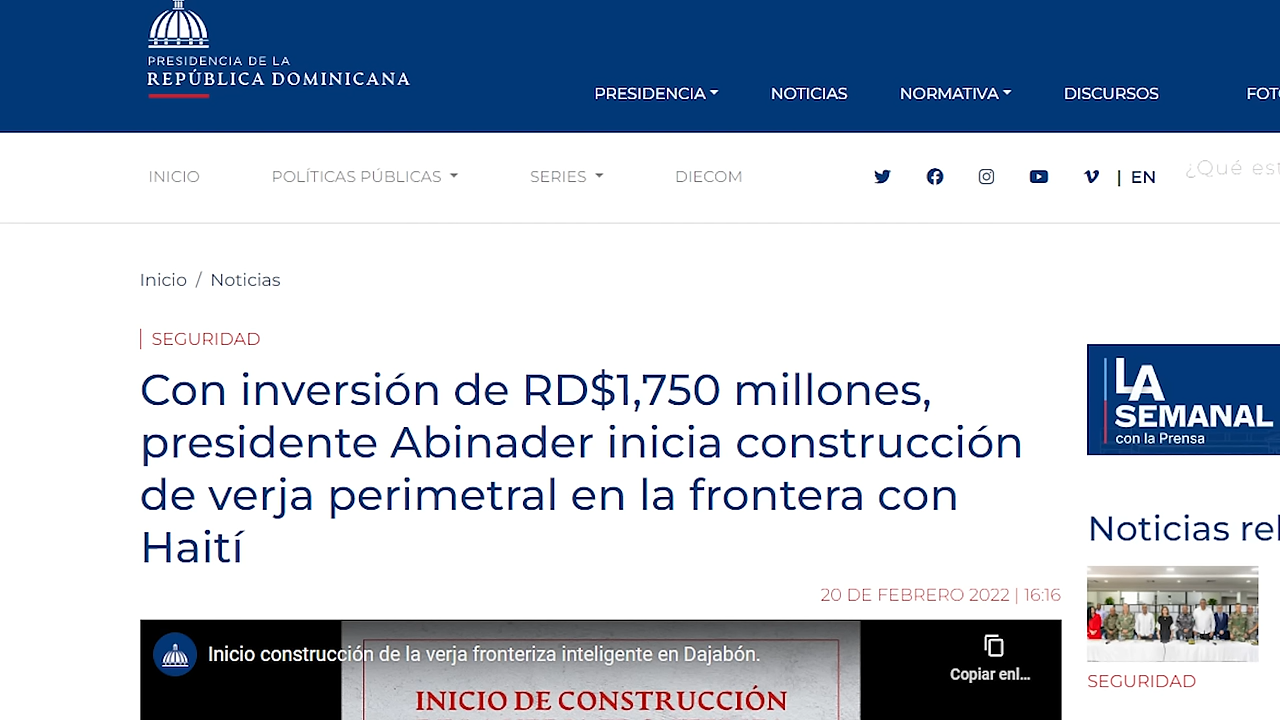 PRESIDENCIA DE LA
REPÚBLICA DOMINICANA
PRESIDENCIA NOTICIAS NORMATIVA DISCURSOS
INICIO POLÍTICAS PÚBLICAS SERIES DIECOM | EN ¿Qué
Inicio / Noticias
SEGURIDAD
Con inversión de RD$1,750 millones,
presidente Abinader inicia construcción
de verja perimetral en la frontera con
Haití
20 DE FEBRERO 2022 | 16:16
Inicio construcción de la verja fronteriza inteligente en Dajabón.
Copiar enl...
INICIO DE CONSTRUCCIÓN
LA
SEMANAL
con la Prensa
Noticias
SEGURIDAD